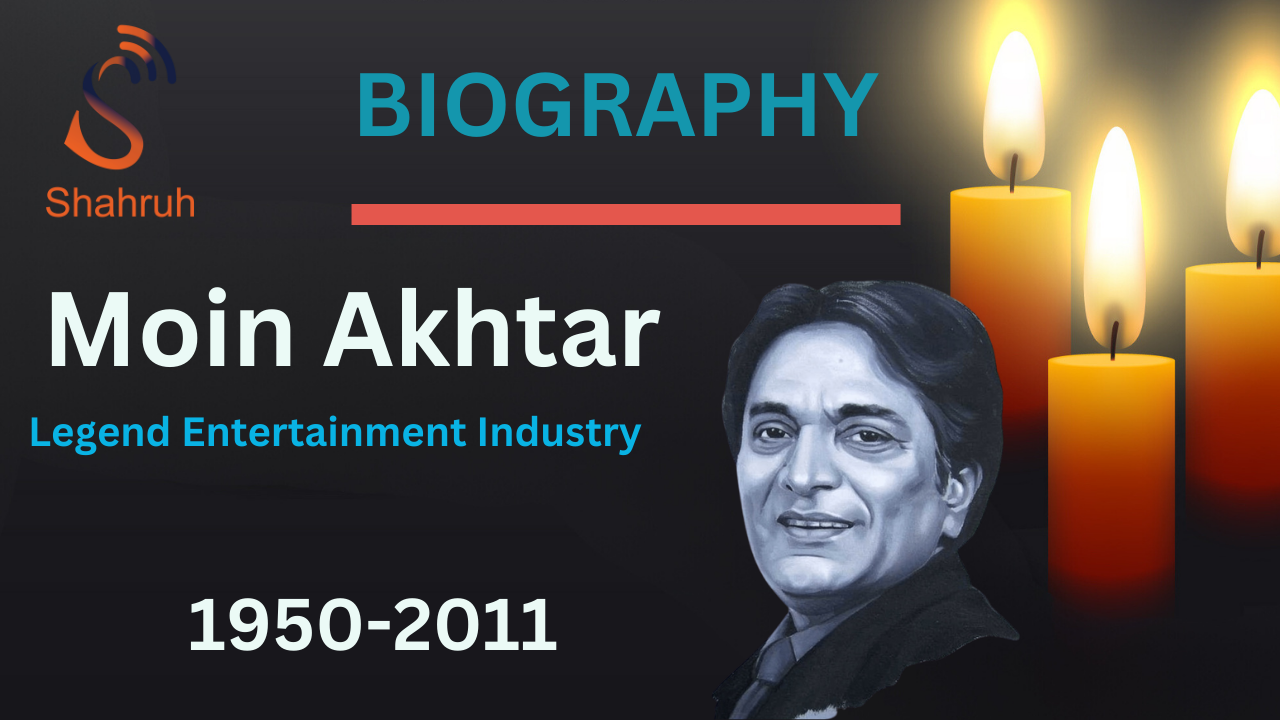 Shahruh
BIOGRAPHY
Moin Akhtar
Legend Entertainment Industry
1950-2011